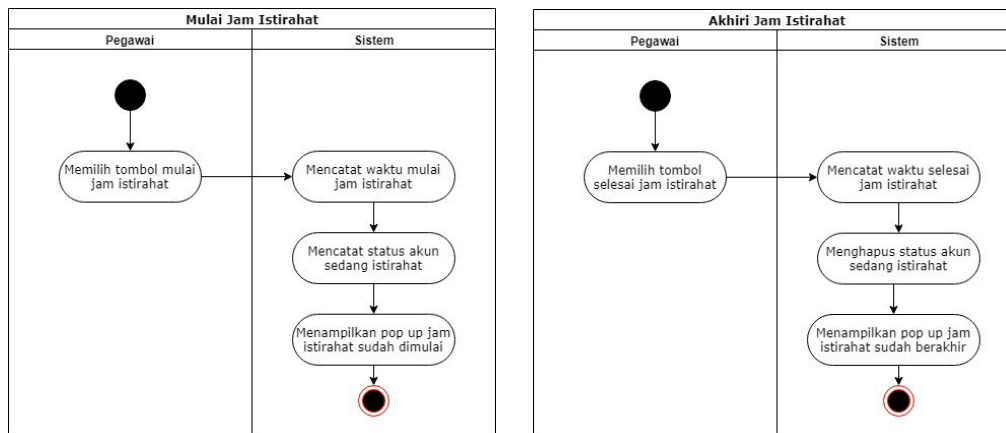 Mulai Jam Istirahat
Pegawai
Sistem
Memilih tombol mulai
jam istirahat
Mencatat waktu mulai
jam istirahat
Mencatat status akun
sedang istirahat
Menampilkan pop up jam
istirahat sudah dimulai
Akhiri Jam Istirahat
Pegawai
Sistem
Memilih tombol
selesai jam istirahat
Mencatat waktu selesai
jam istirahat
Menghapus status akun
sedang istirahat
Menampilkan pop up jam
istirahat sudah berakhir